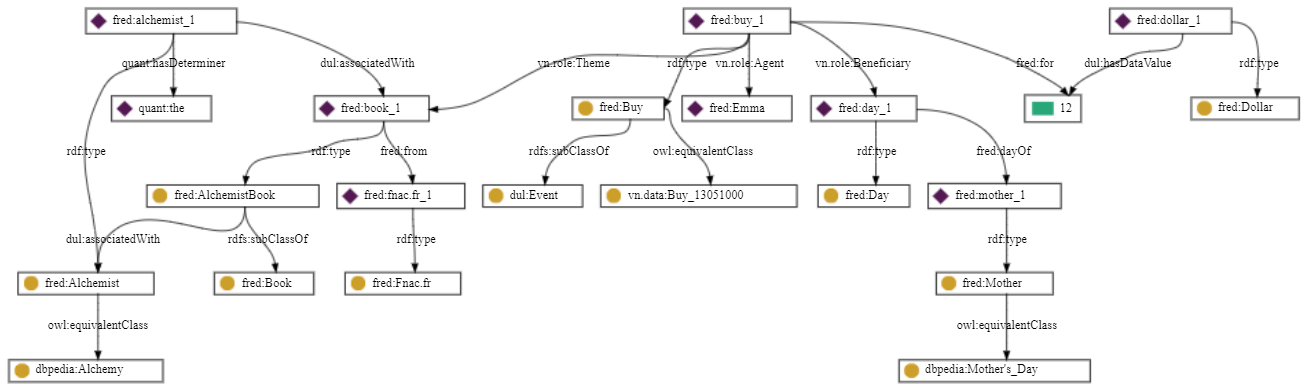 fred:alchemist_1
fred:buy_1
fred:dollar_1
quant:hasDeterminer
dul:associatedWith
vn.role:Theme
rdf:type
vn.role:Agent
vn.role:Beneficiary
fred:for
dul:hasDataValue
rdf:type
quant:the
fred:book_1
fred:Buy
fred:Emma
fred:day_1
12
fred:Dollar
rdf:type
rdf:type
fred:from
rdfs:subClassOf
owl:equivalentClass
rdf:type
fred:dayOf
fred:AlchemistBook
fred:fnac.fr_1
dul:Event
vn.data:Buy_13051000
fred:Day
fred:mother_1
dul:associatedWith
rdfs:subClassOf
rdf:type
rdf:type
fred:Alchemist
fred:Book
fred:Fnac.fr
fred:Mother
owl:equivalentClass
owl:equivalentClass
dbpedia:Alchemy
dbpedia:Mother's_Day